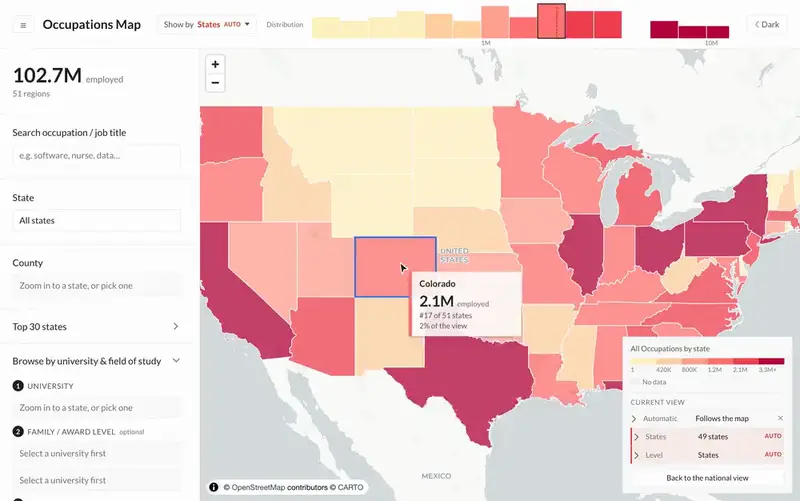 Occupations Map
Show by States AUTO
Distribution
1M
10M
Dark
102.7M employed
51 regions
Search occupation / job title
e.g. software, nurse, data...
State
All states
County
Zoom in to a state, or pick one
Top 30 states
Browse by university & field of study
1 UNIVERSITY
Zoom in to a state, or pick one
2 FAMILY / AWARD LEVEL optional
Select a university first
Select a university first
UNITED
STATES
Colorado
2.1M employed
#17 of 51 states
2% of the view
MEXICO
© OpenStreetMap contributors © CARTO
All Occupations by state
1 420K 800K 1.2M 2.1M 3.3M+
No data
CURRENT VIEW
Automatic Follows the map
States 49 states AUTO
Level States AUTO
Back to the national view